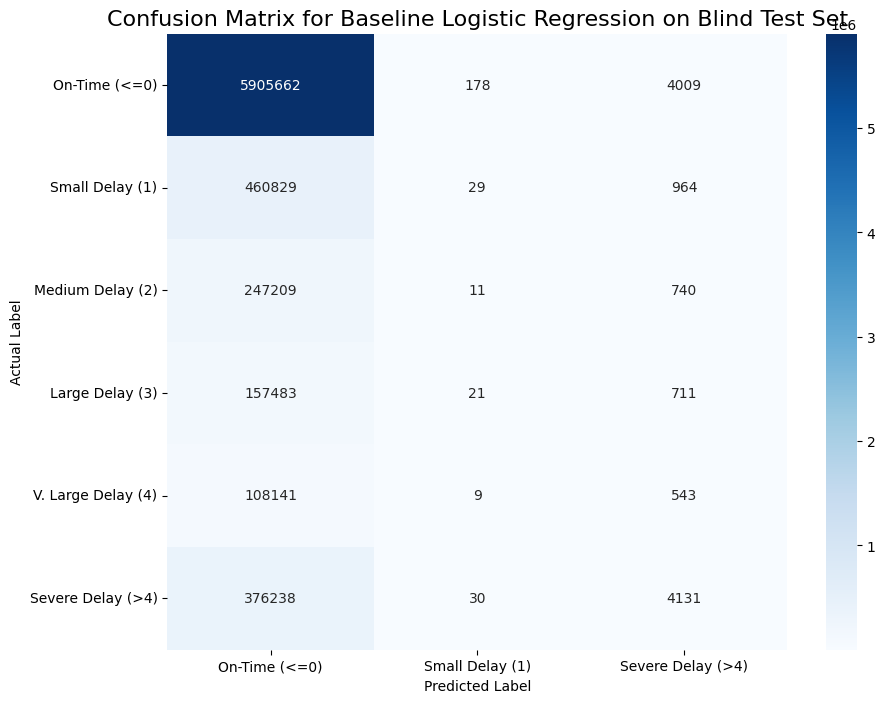 Confusion Matrix for Baseline Logistic Regression on Blind Test Set
1e6
On-Time (<=0) 5905662 178 4009
Small Delay (1) 460829 29 964
Medium Delay (2) 247209 11 740
Large Delay (3) 157483 21 711
V. Large Delay (4) 108141 9 543
Severe Delay (>4) 376238 30 4131
Actual Label
On-Time (<=0) Small Delay (1) Severe Delay (>4)
Predicted Label
5
4
3
2
1